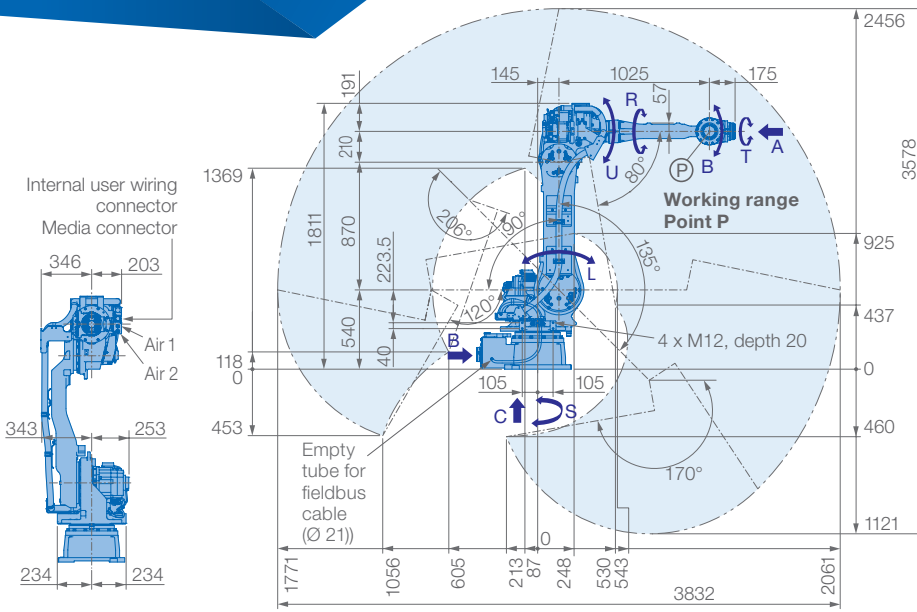 2456
145
1025
175
191
R
57
210
U
80°
P
B
T
A
3578
Working range
Point P
1369
1811
870
206°
90°
Internal user wiring
connector
Media connector
346
203
223.5
L
135°
925
120°
437
540
Air 1
Air 2
B
4 x M12, depth 20
118
0
40
0
105
105
C
S
453
460
343
253
Empty
tube for
fieldbus
cable
(Ø 21))
170°
234
234
0
1121
1771
1056
605
213
87
248
530
543
2061
3832